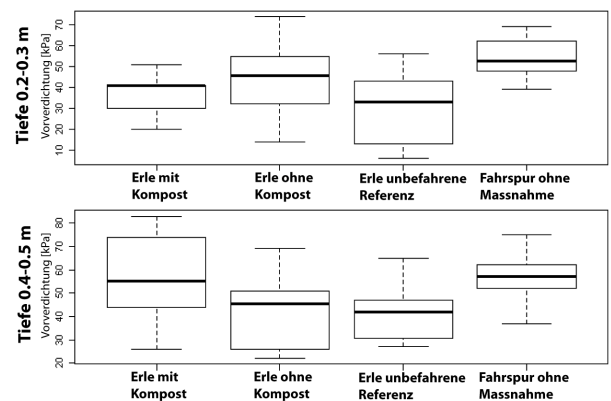 Tiefe 0.2-0.3 m
Vorverdichtung [kPa]
70
60
50
40
30
20
10
Erle mit
Kompost
Erle ohne
Kompost
Erle unbefahrene
Referenz
Fahrspur ohne
Massnahme
Tiefe 0.4-0.5 m
Vorverdichtung [kPa]
80
70
60
50
40
30
20
Erle mit
Kompost
Erle ohne
Kompost
Erle unbefahrene
Referenz
Fahrspur ohne
Massnahme